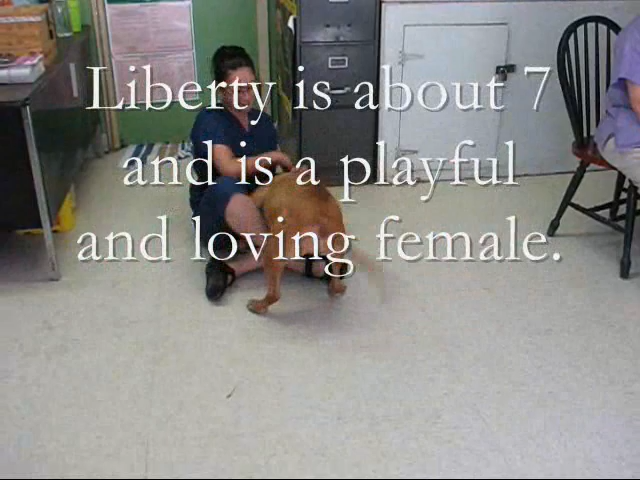 Liberty is about 7
and is a playful
and loving female.